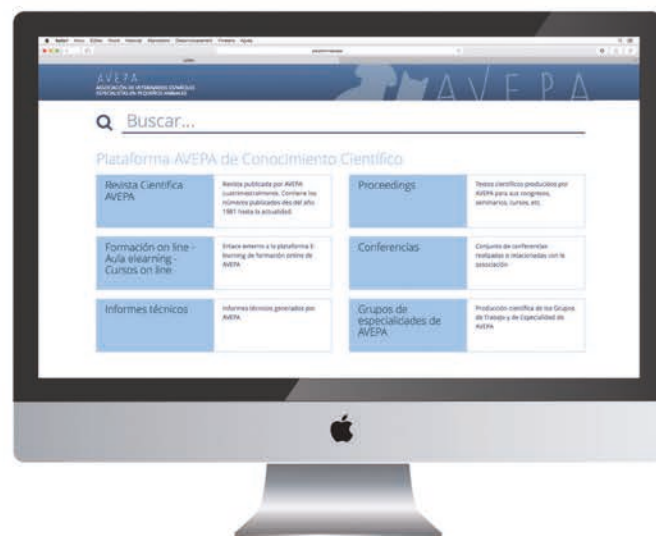 AVEPA
ASOCIACIÓN DE VETERINARIOS ESPAÑOLES
ESPECIALISTAS EN PEQUEÑOS ANIMALES
AVEPA
Buscar...
Plataforma AVEPA de Conocimiento Científico
Revista Científica
AVEPA
Revista publicada por AVEPA
cuatrimestralmente. Contiene los
números publicados des del año
1981 hasta la actualidad.
Proceedings
Textos científicos producidos por
AVEPA para sus congresos,
seminarios, cursos, etc.
Formación on line -
Aula elearning -
Cursos on line
Enlace externo a la plataforma E-
learning de formación online de
AVEPA
Conferencias
Conjunto de conferencias
realizadas o relacionadas con la
associación
Informes técnicos
Informes técnicos generados por
AVEPA
Grupos de
especialidades de
AVEPA
Producción científica de los Grupos
de Trabajo y de Especialidad de
AVEPA